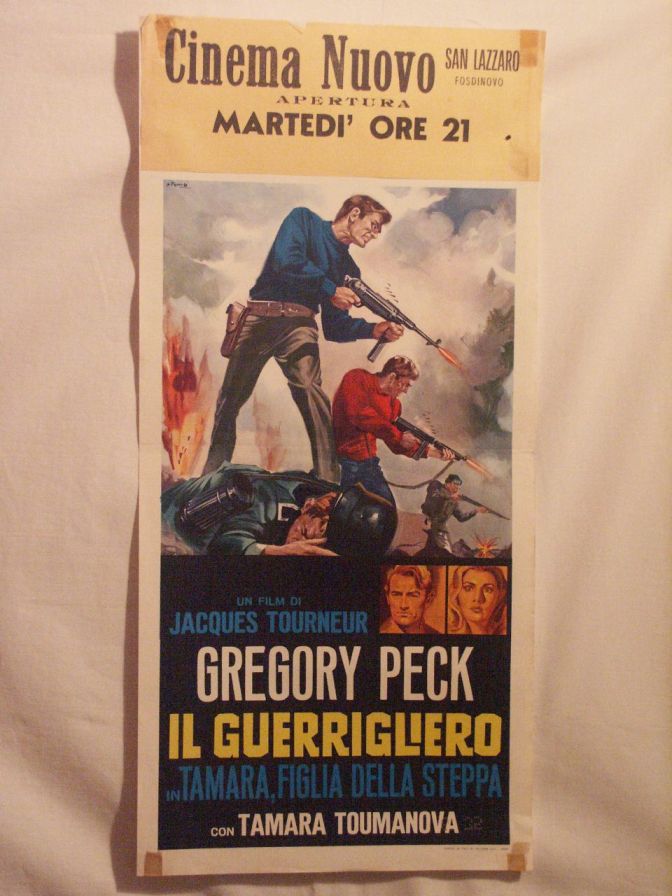 Cinema Nuovo SAN LAZZARO
FOSDINOVO
APERTURA
MARTEDI' ORE 21
UN FILM DI
JACQUES TOURNEUR
GREGORY PECK
IL GUERRIGLIERO
IN TAMARA, FIGLIA DELLA STEPPA
CON TAMARA TOUMANOVA